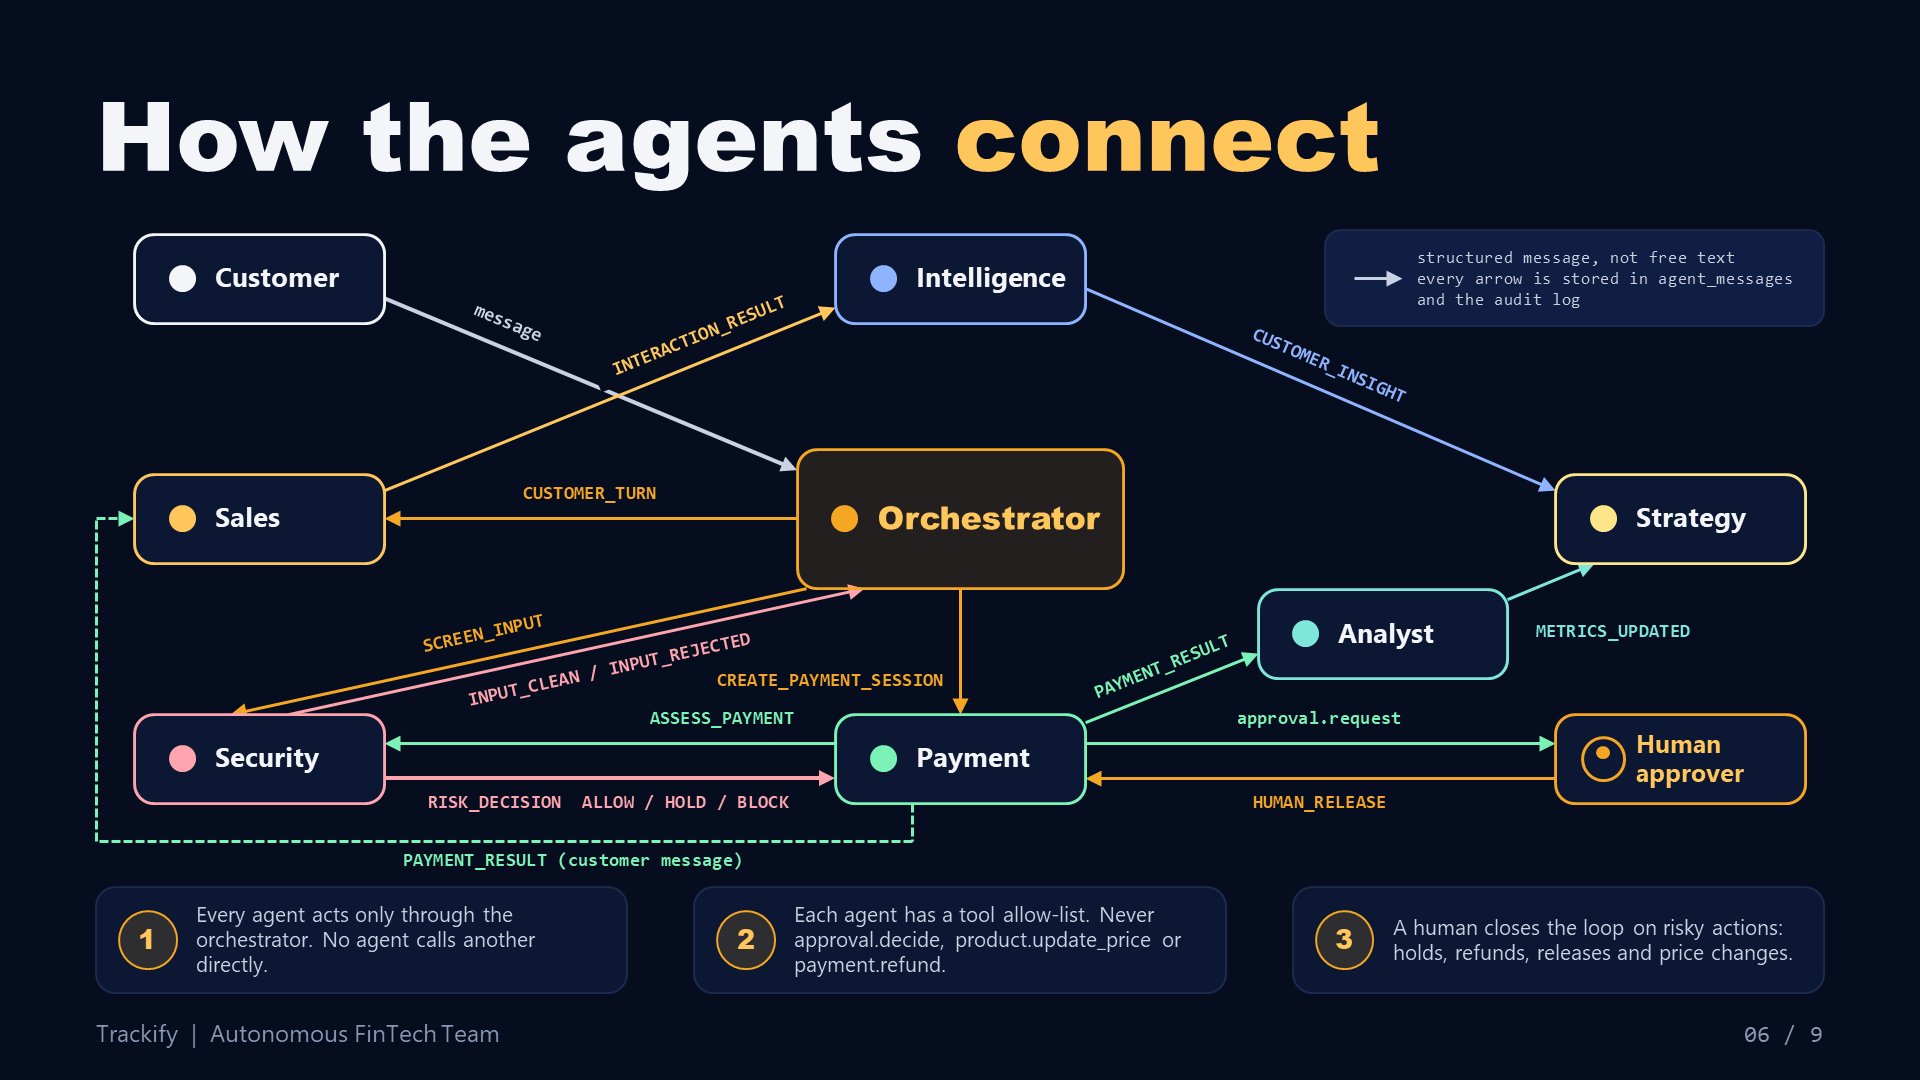 How the agents connect
Customer
Intelligence
structured message, not free text
every arrow is stored in agent_messages
and the audit log
message
INTERACTION_RESULT
CUSTOMER_INSIGHT
Sales
CUSTOMER_TURN
Orchestrator
Strategy
SCREEN_INPUT
INPUT_CLEAN / INPUT_REJECTED
CREATE_PAYMENT_SESSION
PAYMENT_RESULT
Analyst
METRICS_UPDATED
Security
ASSESS_PAYMENT
Payment
approval.request
Human
approver
RISK_DECISION  ALLOW / HOLD / BLOCK
HUMAN_RELEASE
PAYMENT_RESULT (customer message)
1
Every agent acts only through the
orchestrator. No agent calls another
directly.
2
Each agent has a tool allow-list. Never
approval.decide, product.update_price or
payment.refund.
3
A human closes the loop on risky actions:
holds, refunds, releases and price changes.
Trackify | Autonomous FinTech Team
06 / 9